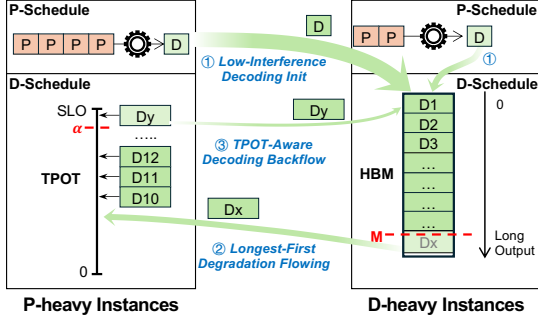 P-Schedule
P P P P D
D
① Low-Interference
Decoding Init
P-Schedule
P P D
①
D-Schedule
SLO
α
TPOT
0
Dy
.....
D12
D11
D10
Dy
③ TPOT-Aware
Decoding Backflow
Dx
② Longest-First
Degradation Flowing
D-Schedule
0
HBM
D1
D2
D3
...
...
...
M
Dx
Long
Output
P-heavy Instances
D-heavy Instances